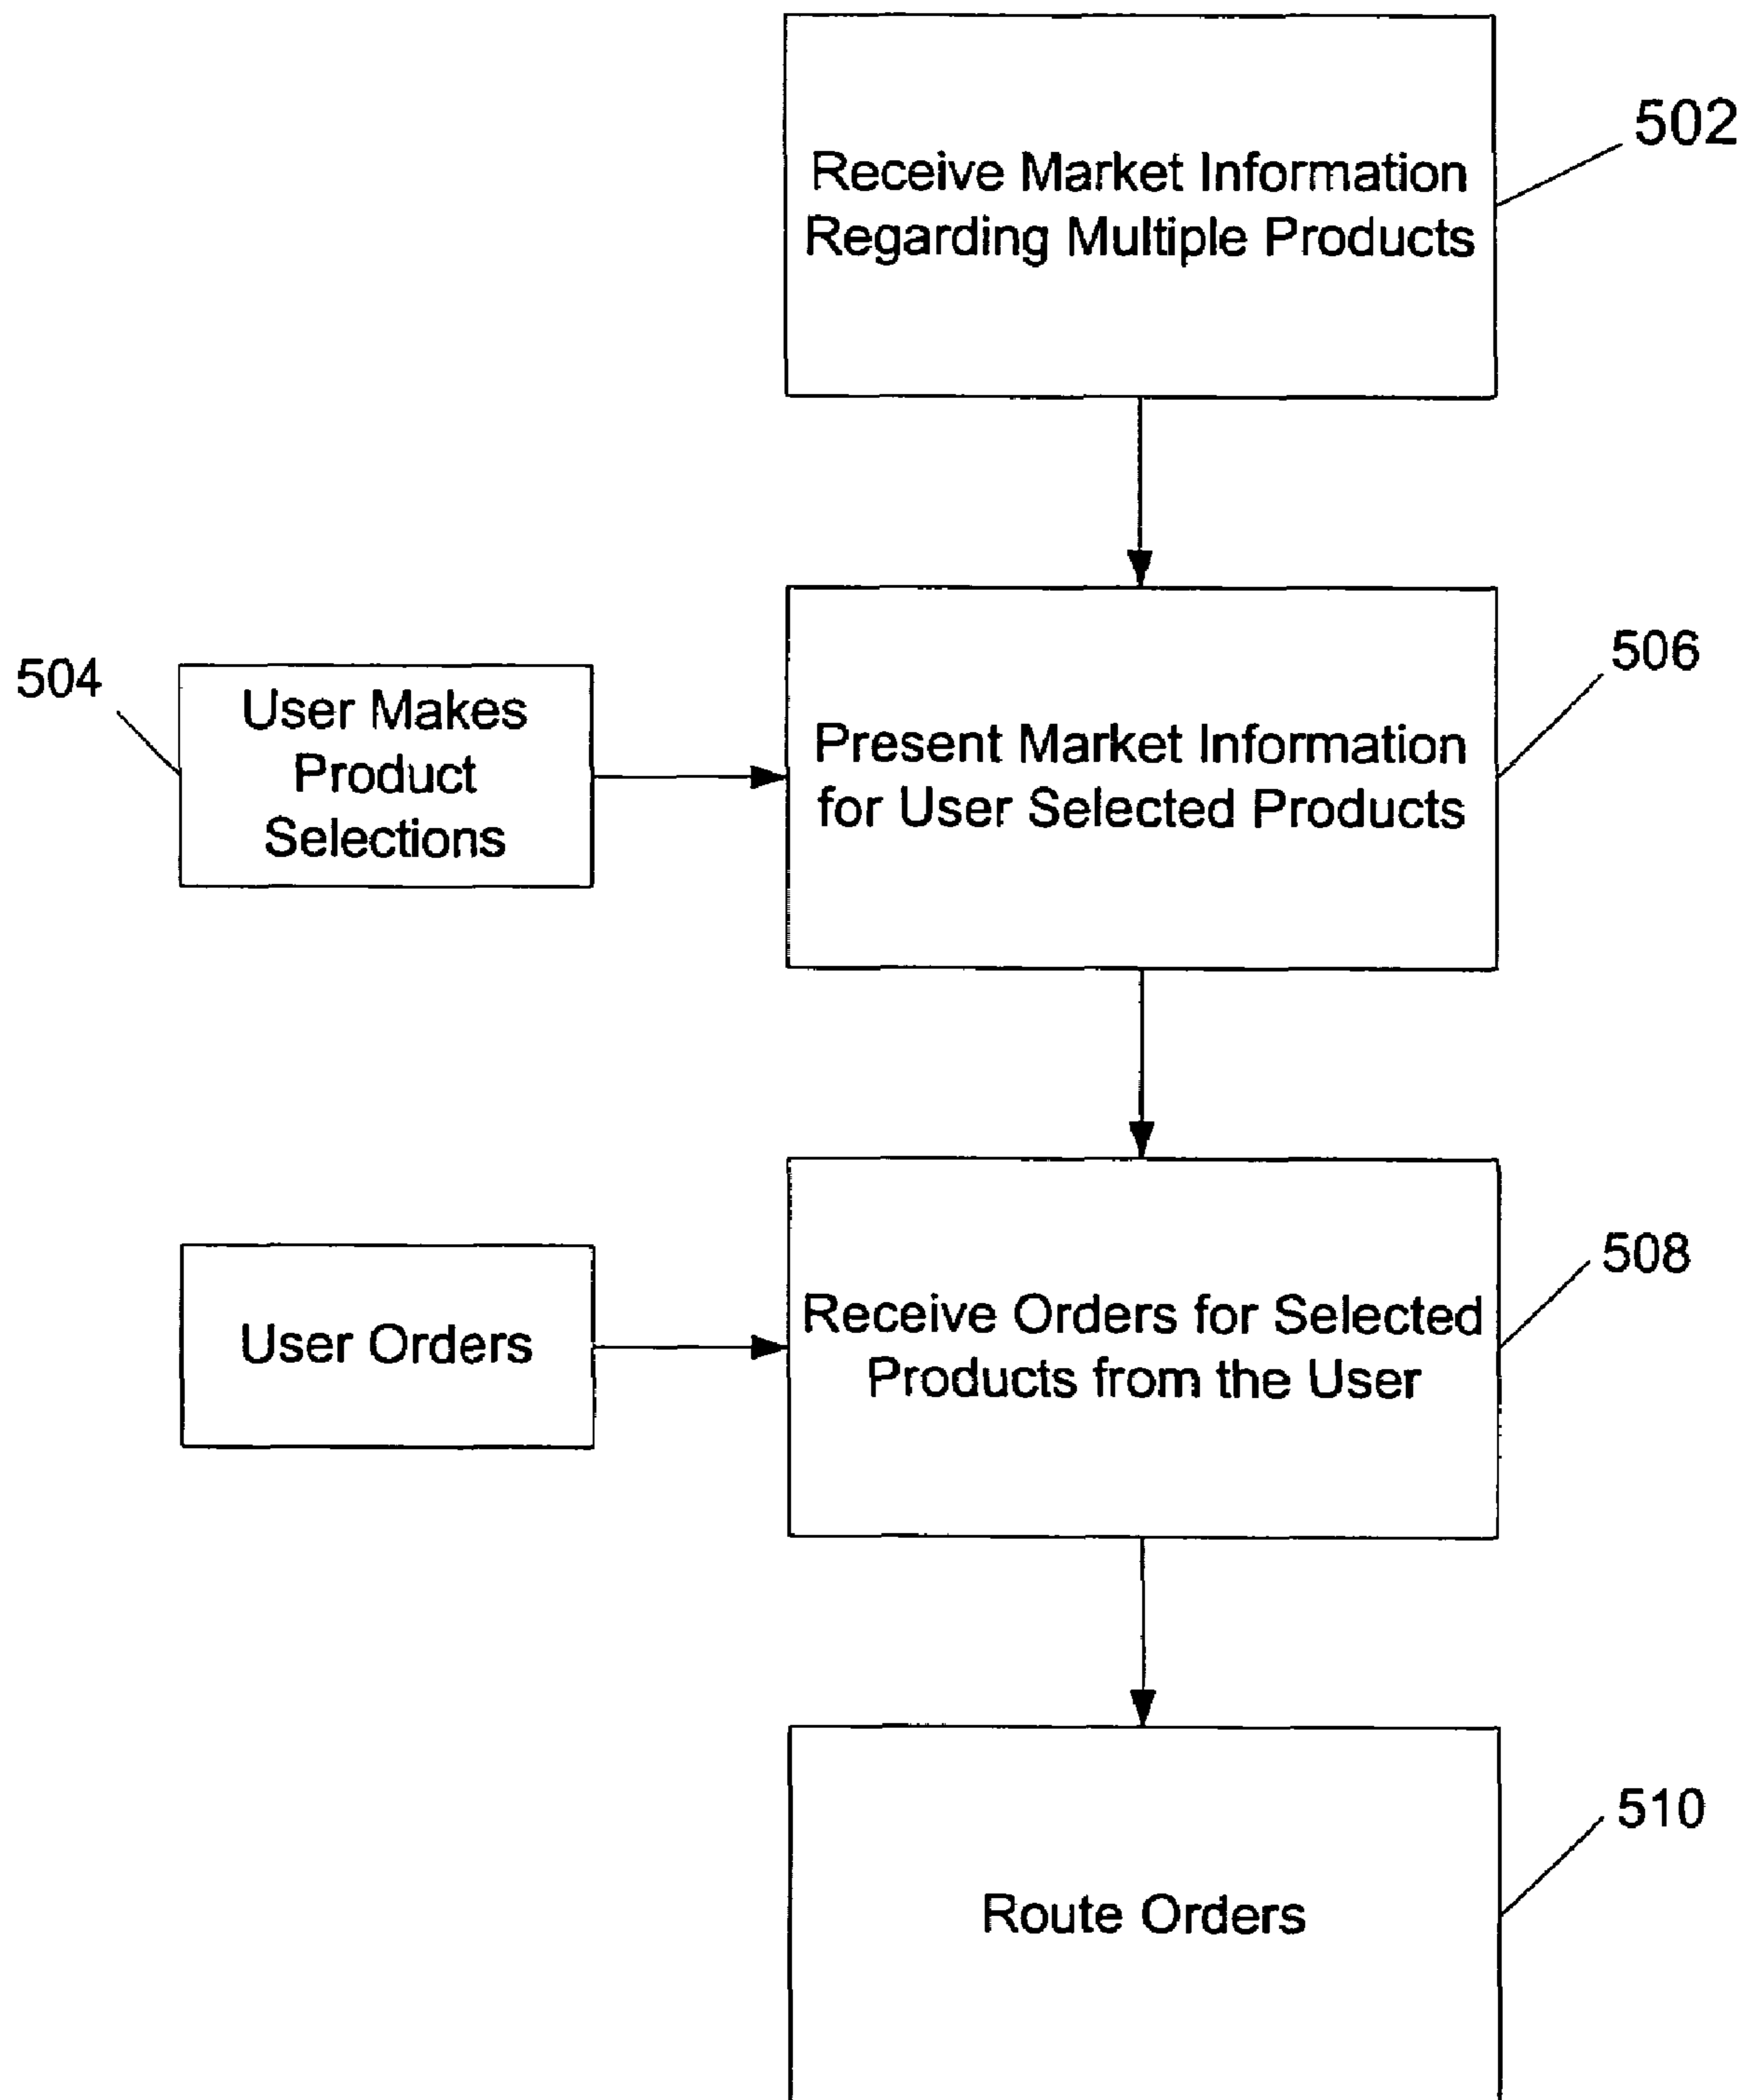 502
Receive Market Information
Regarding Multiple Products
504
User Makes
Product
Selections
506
Present Market Information
for User Selected Products
508
User Orders
Receive Orders for Selected
Products from the User
510
Route Orders